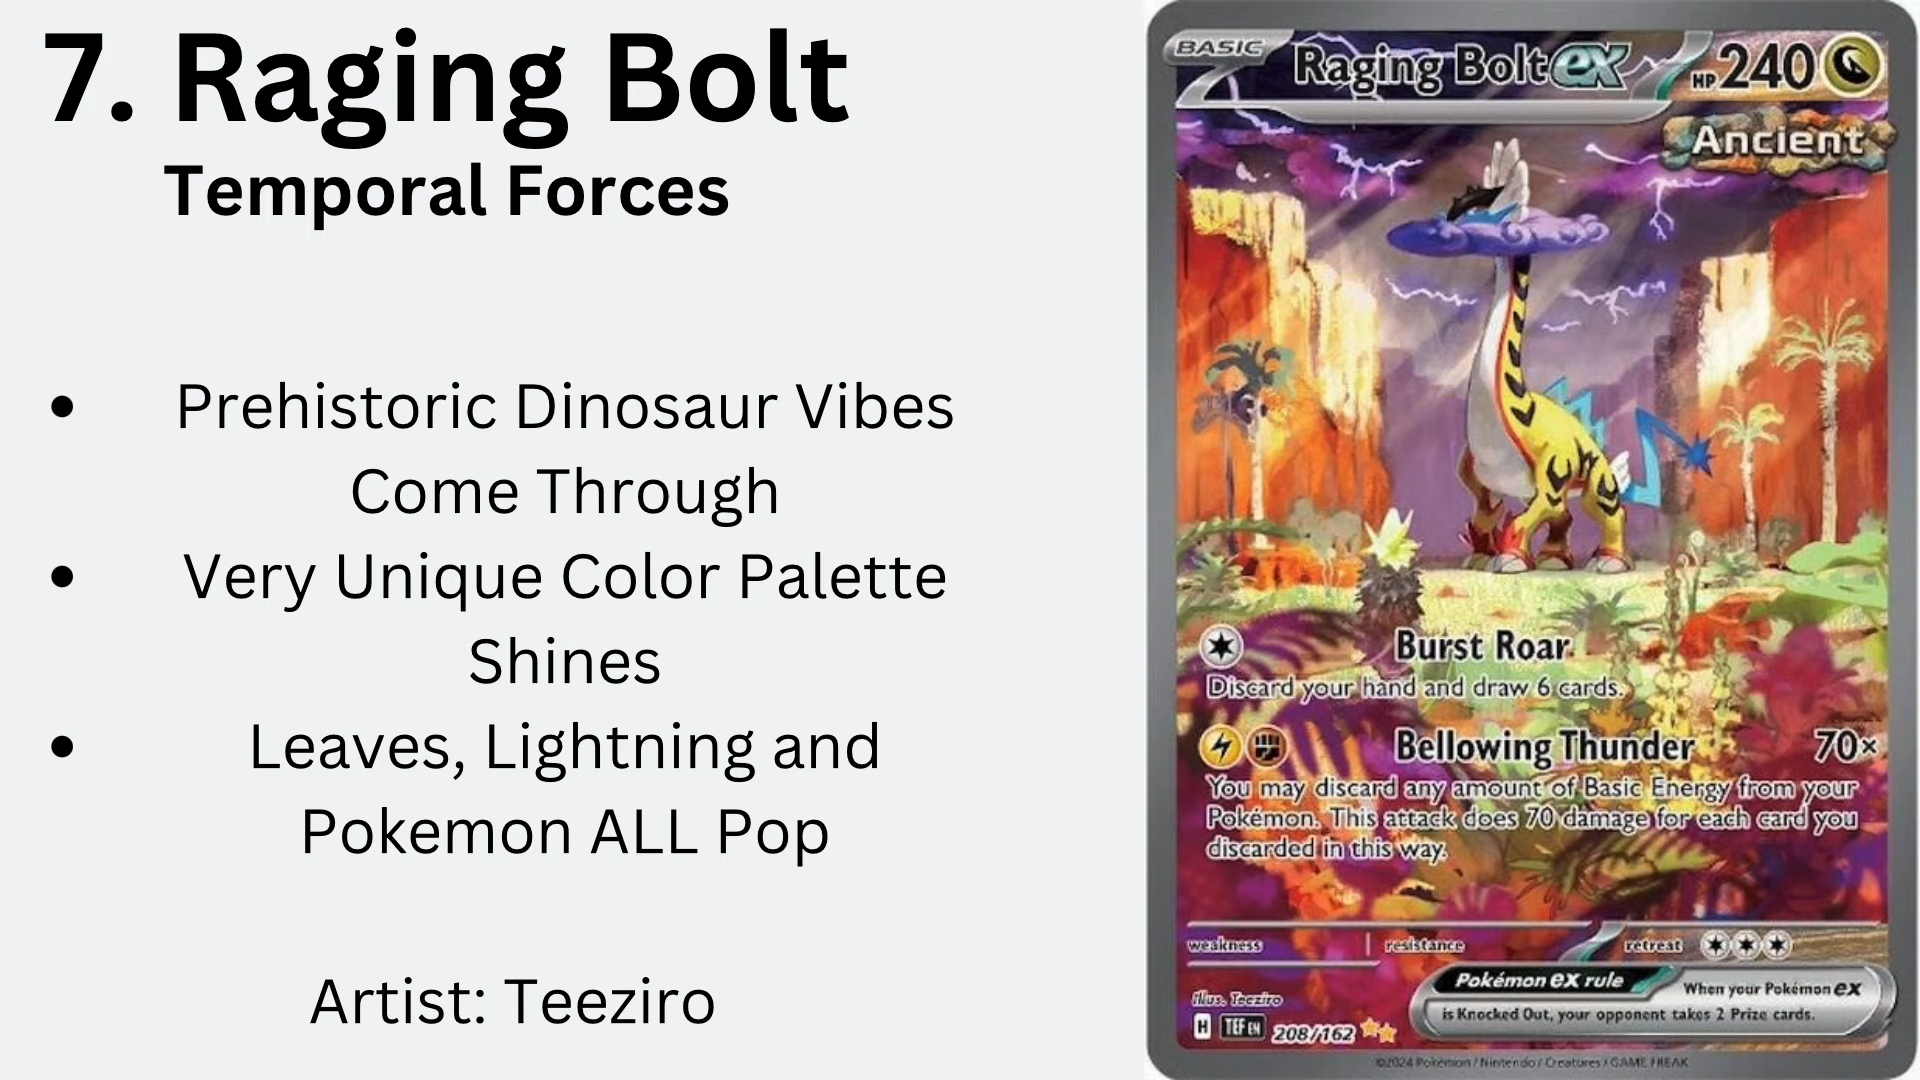 7. Raging Bolt
Temporal Forces
• Prehistoric Dinosaur Vibes
Come Through
• Very Unique Color Palette
Shines
• Leaves, Lightning and
Pokemon ALL Pop
Artist: Teeziro
BASIC
Raging Bolt ex
HP 240
Ancient
Burst Roar
Discard your hand and draw 6 cards.
Bellowing Thunder 70×
You may discard any amount of Basic Energy from your
Pokémon. This attack does 70 damage for each card you
discarded in this way.
weakness resistance retreat
Pokémon ex rule When your Pokémon ex
is Knocked Out, your opponent takes 2 Prize cards.
illus. Teeziro
H TEF EN 208/162
©2024 Pokémon / Nintendo / Creatures / GAME FREAK